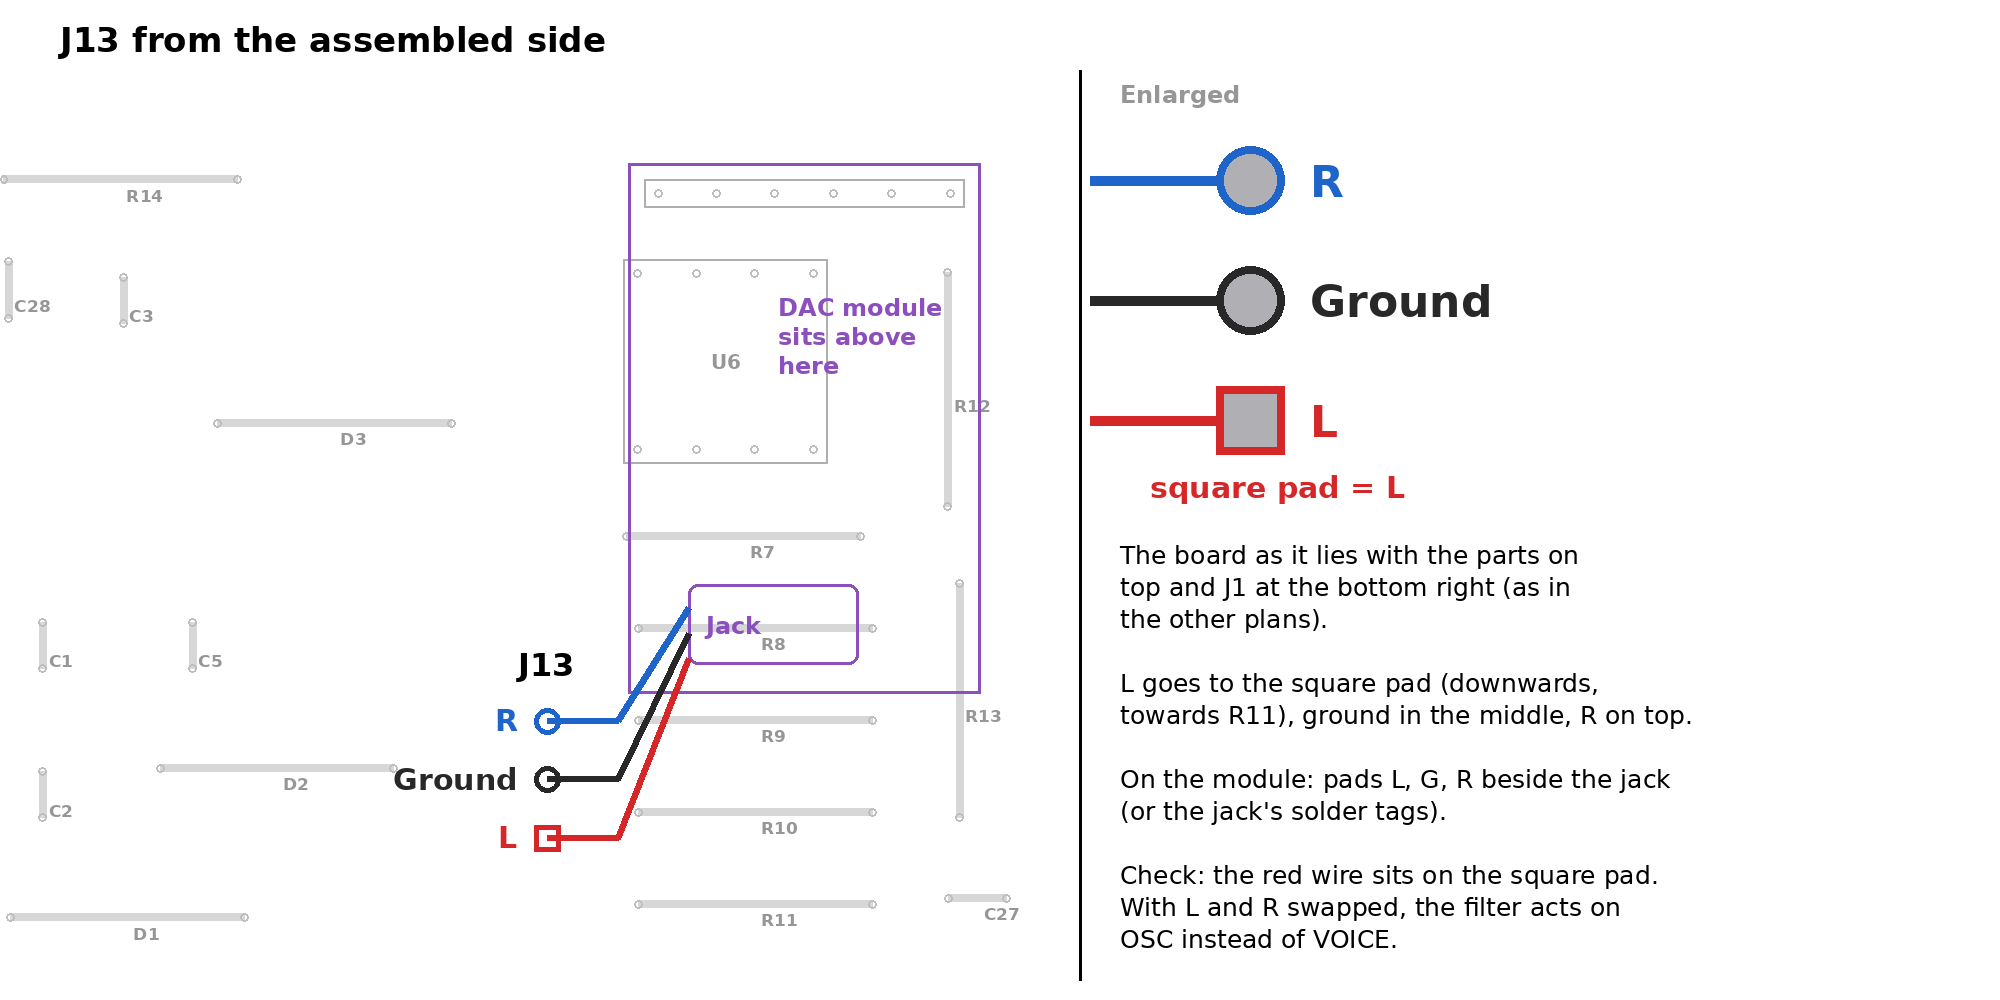 J13 from the assembled side
R14
C28
C3
DAC module
sits above
here
U6
R12
D3
R7
Jack
R8
C1
C5
J13
R
R9
R13
Ground
D2
C2
L
R10
R11
C27
D1
Enlarged
R
Ground
L
square pad = L
The board as it lies with the parts on
top and J1 at the bottom right (as in
the other plans).
L goes to the square pad (downwards,
towards R11), ground in the middle, R on top.
On the module: pads L, G, R beside the jack
(or the jack's solder tags).
Check: the red wire sits on the square pad.
With L and R swapped, the filter acts on
OSC instead of VOICE.